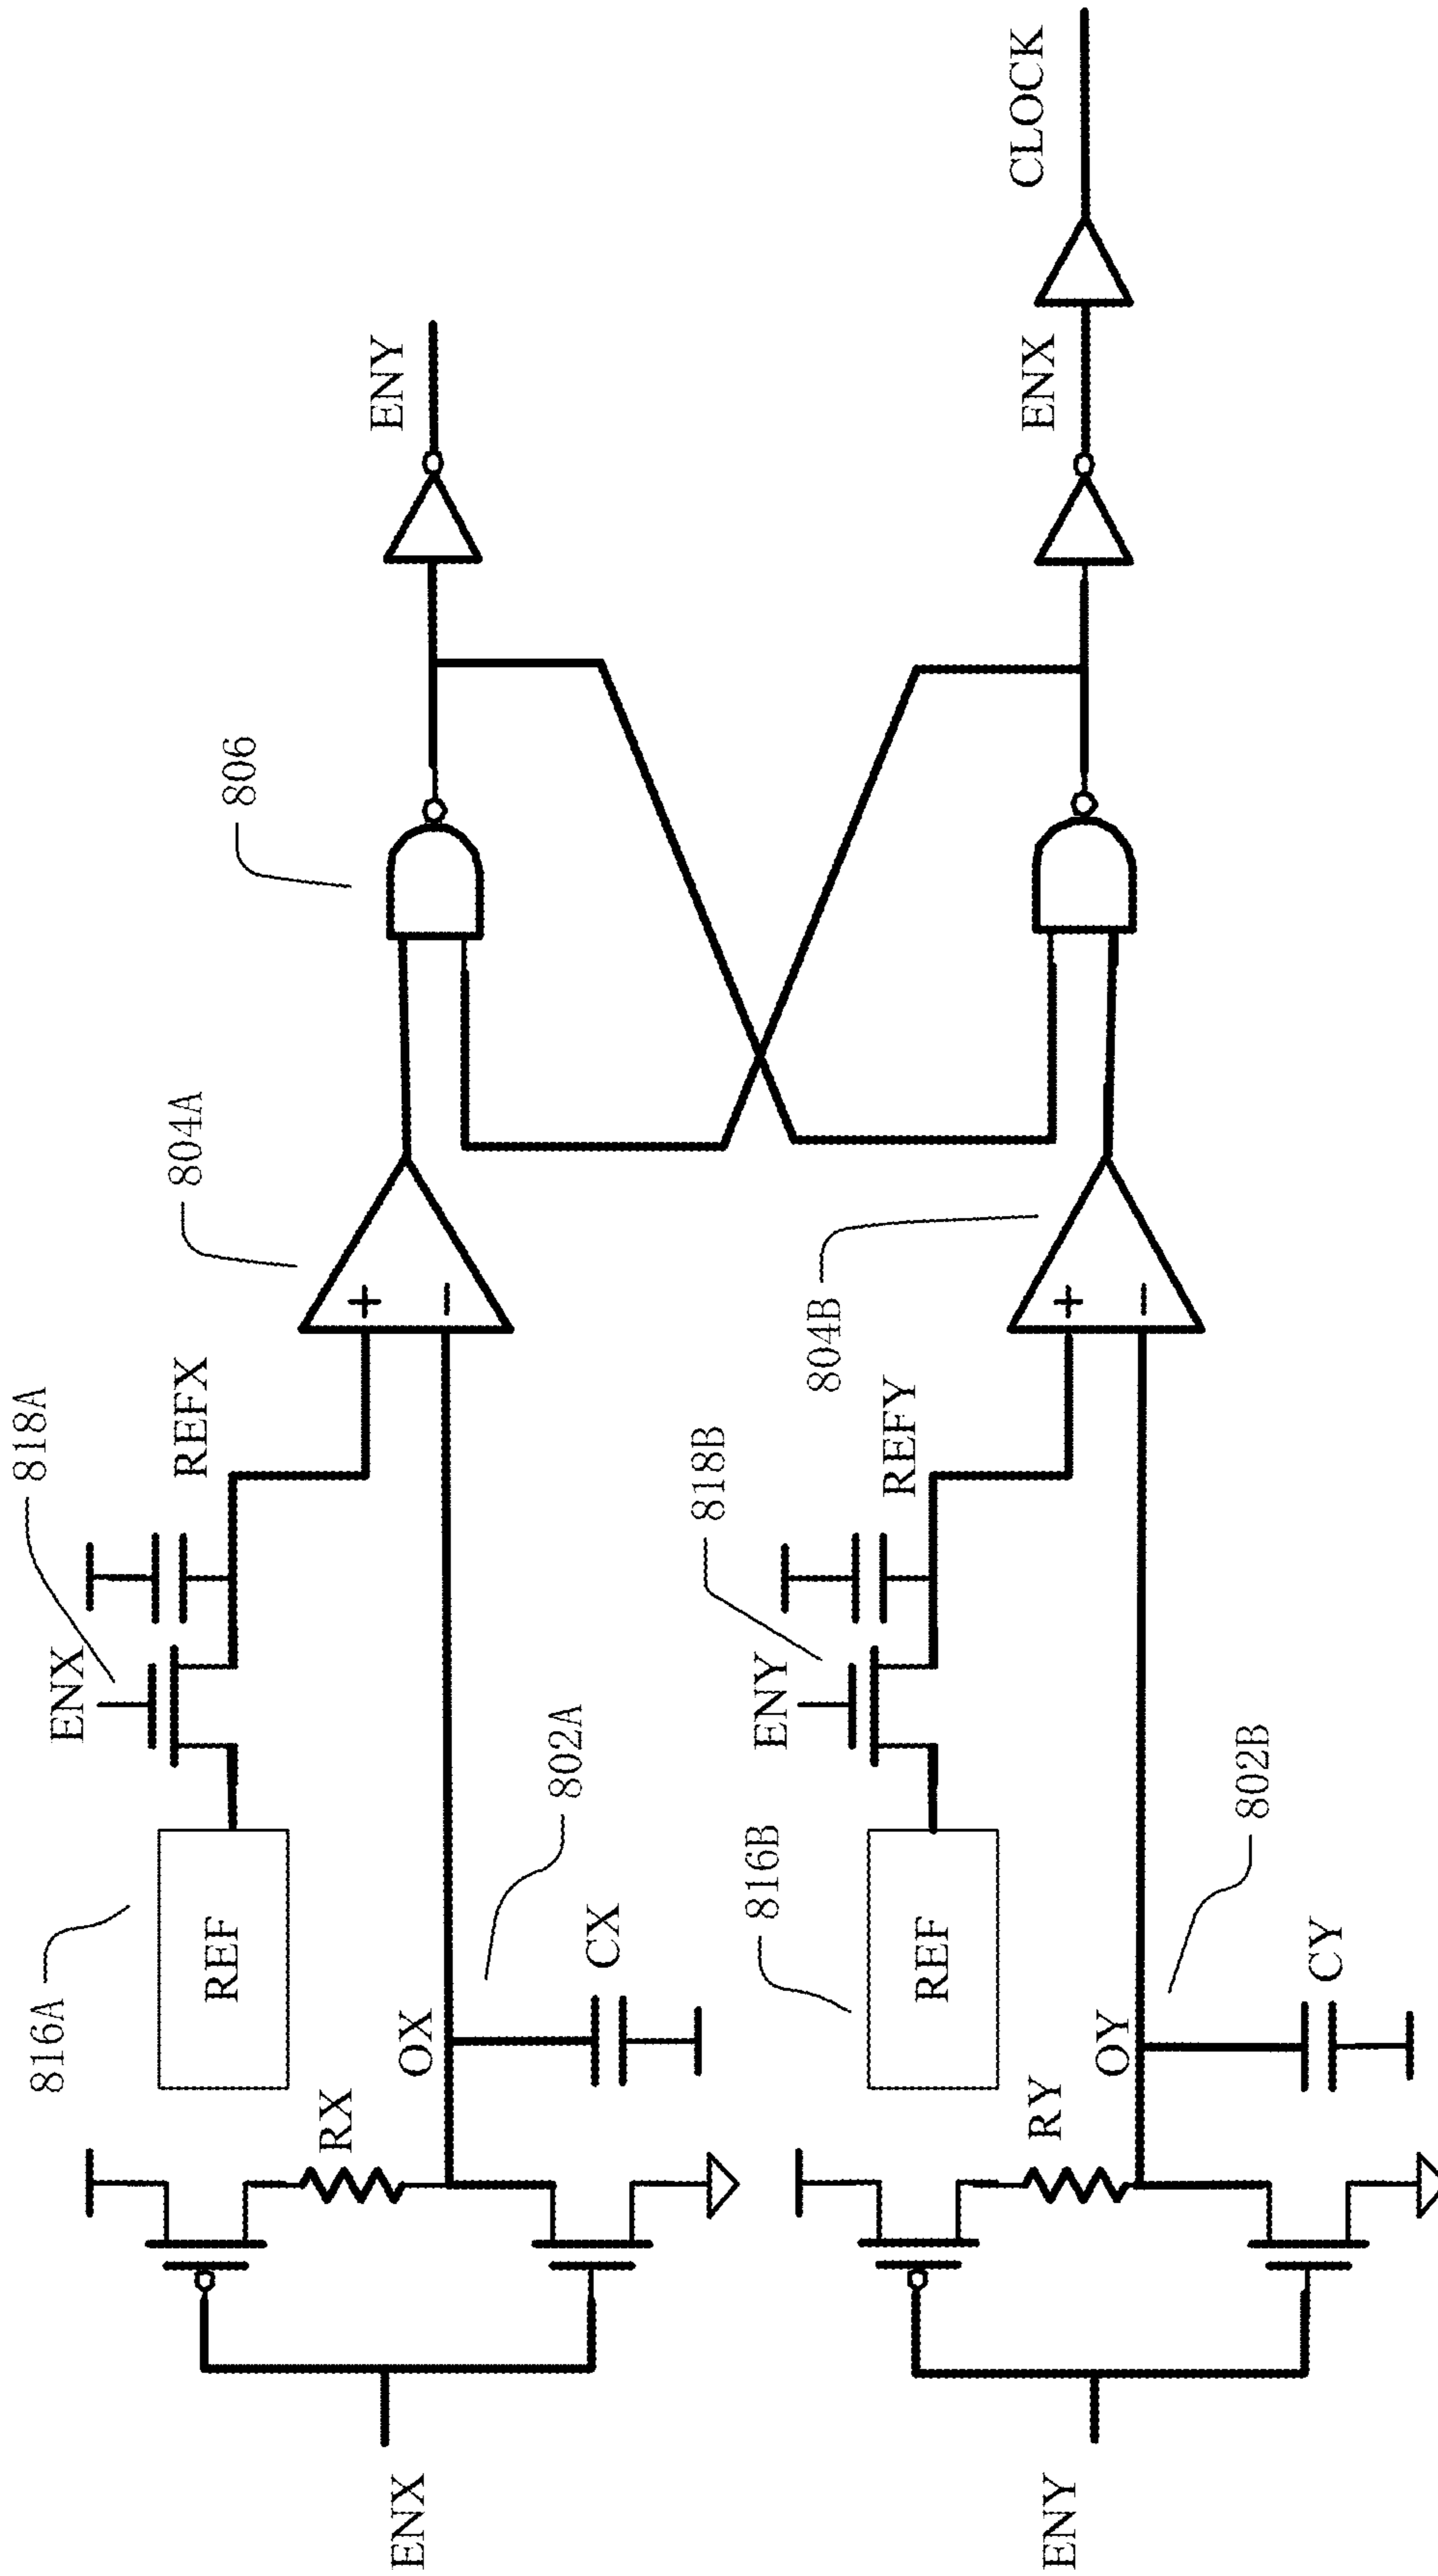 ENX
816A
REF
RX
OX
CX
802A
ENX
818A
REFX
+
−
804A
806
ENY
ENY
816B
REF
RY
OY
CY
802B
ENY
818B
REFY
+
−
804B
ENX
CLOCK